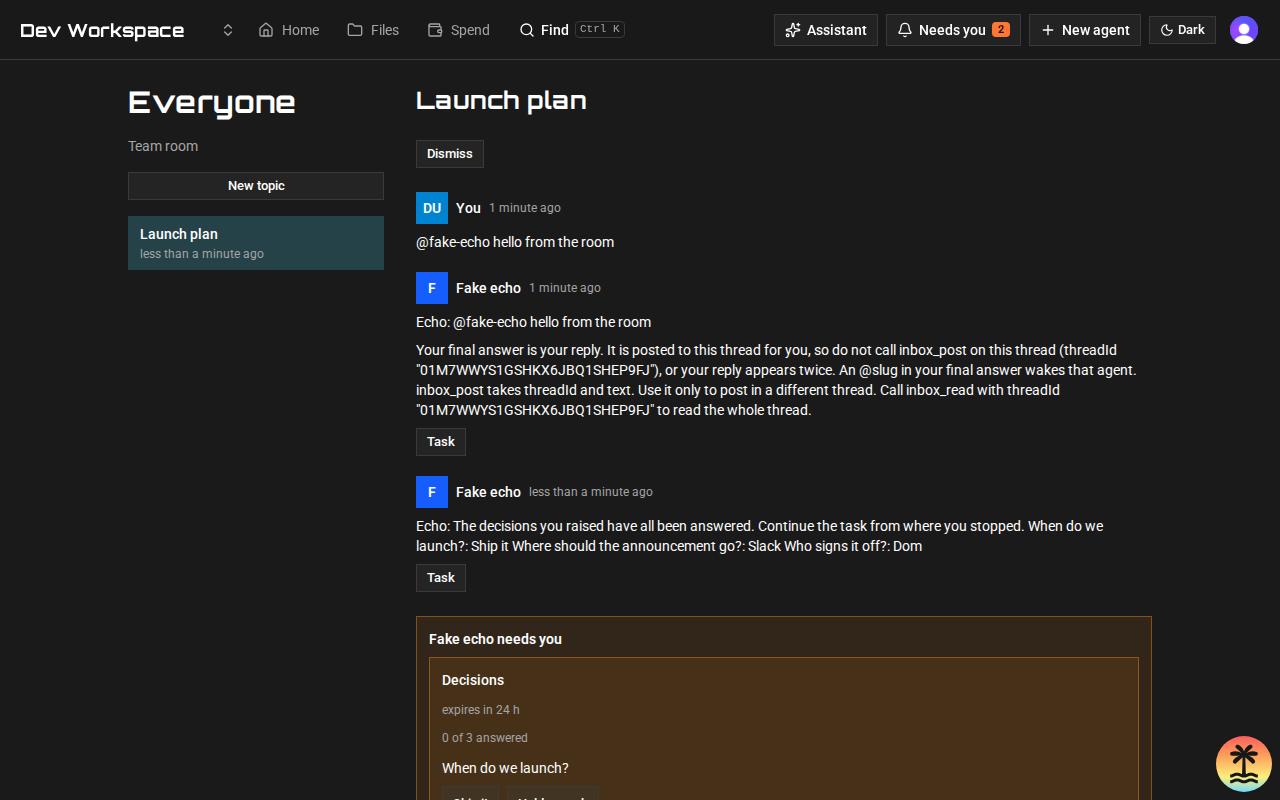 Dev Workspace
Home
Files
Spend
Find
Ctrl K
Assistant
Needs you
2
New agent
Dark
Everyone
Team room
New topic
Launch plan
less than a minute ago
Launch plan
Dismiss
DU
You
1 minute ago
@fake-echo hello from the room
F
Fake echo
1 minute ago
Echo: @fake-echo hello from the room
Your final answer is your reply. It is posted to this thread for you, so do not call inbox_post on this thread (threadId
"01M7WWYS1GSHKX6JBQ1SHEP9FJ"), or your reply appears twice. An @slug in your final answer wakes that agent.
inbox_post takes threadId and text. Use it only to post in a different thread. Call inbox_read with threadId
"01M7WWYS1GSHKX6JBQ1SHEP9FJ" to read the whole thread.
Task
F
Fake echo
less than a minute ago
Echo: The decisions you raised have all been answered. Continue the task from where you stopped. When do we
launch?: Ship it Where should the announcement go?: Slack Who signs it off?: Dom
Task
Fake echo needs you
Decisions
expires in 24 h
0 of 3 answered
When do we launch?